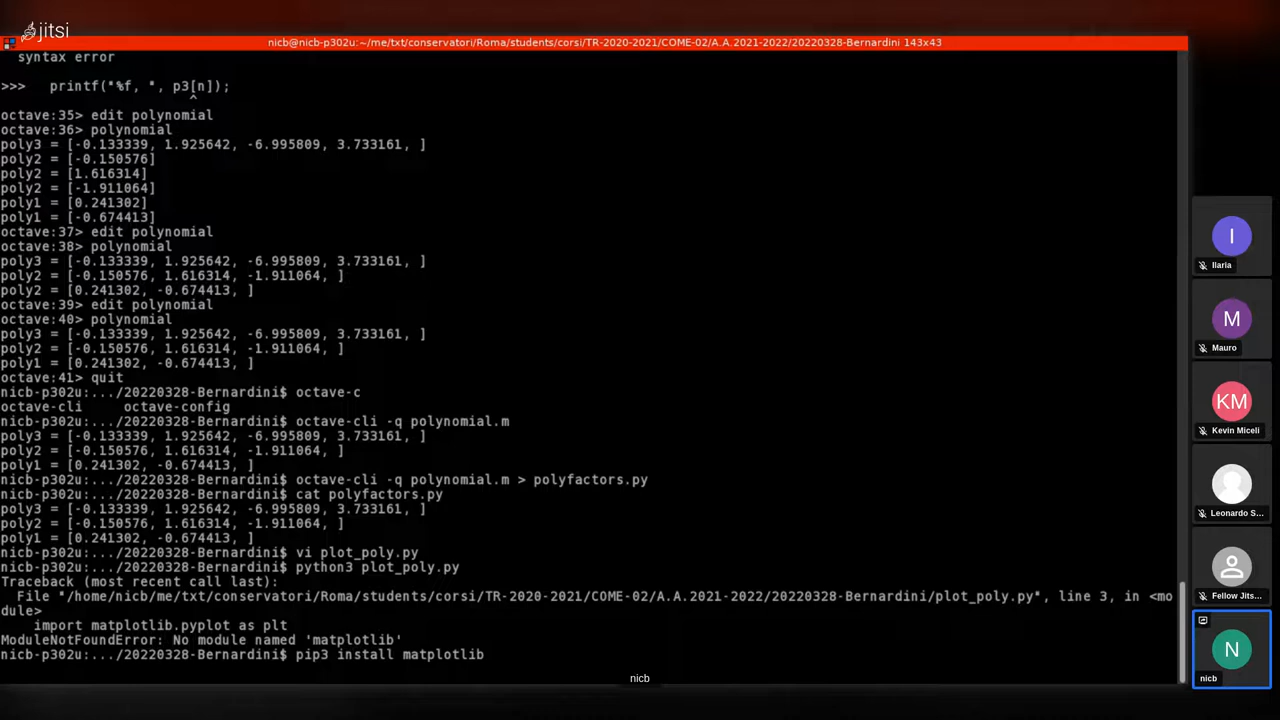 jitsi
nicb@nicb-p302u:~/me/txt/conservatori/Roma/students/corsi/TR-2020-2021/COME-02/A.A.2021-2022/20220328-Bernardini 143x43
syntax error
>>>   printf("%f, ", p3[n]);
^
octave:35> edit polynomial
octave:36> polynomial
poly3 = [-0.133339, 1.925642, -6.995809, 3.733161, ]
poly2 = [-0.150576]
poly2 = [1.616314]
poly2 = [-1.911064]
poly1 = [0.241302]
poly1 = [-0.674413]
octave:37> edit polynomial
octave:38> polynomial
poly3 = [-0.133339, 1.925642, -6.995809, 3.733161, ]
poly2 = [-0.150576, 1.616314, -1.911064, ]
poly1 = [0.241302, -0.674413, ]
octave:39> edit polynomial
octave:40> polynomial
poly3 = [-0.133339, 1.925642, -6.995809, 3.733161, ]
poly2 = [-0.150576, 1.616314, -1.911064, ]
poly1 = [0.241302, -0.674413, ]
octave:41> quit
nicb-p302u:.../20220328-Bernardini$ octave-c
octave-cli     octave-config
nicb-p302u:.../20220328-Bernardini$ octave-cli -q polynomial.m
poly3 = [-0.133339, 1.925642, -6.995809, 3.733161, ]
poly2 = [-0.150576, 1.616314, -1.911064, ]
poly1 = [0.241302, -0.674413, ]
nicb-p302u:.../20220328-Bernardini$ octave-cli -q polynomial.m > polyfactors.py
nicb-p302u:.../20220328-Bernardini$ cat polyfactors.py
poly3 = [-0.133339, 1.925642, -6.995809, 3.733161, ]
poly2 = [-0.150576, 1.616314, -1.911064, ]
poly1 = [0.241302, -0.674413, ]
nicb-p302u:.../20220328-Bernardini$ vi plot_poly.py
nicb-p302u:.../20220328-Bernardini$ python3 plot_poly.py
Traceback (most recent call last):
  File "/home/nicb/me/txt/conservatori/Roma/students/corsi/TR-2020-2021/COME-02/A.A.2021-2022/20220328-Bernardini/plot_poly.py", line 3, in <mo
dule>
    import matplotlib.pyplot as plt
ModuleNotFoundError: No module named 'matplotlib'
nicb-p302u:.../20220328-Bernardini$ pip3 install matplotlib
nicb
I
Ilaria
M
Mauro
KM
Kevin Miceli
Leonardo S...
Fellow Jits...
N
nicb